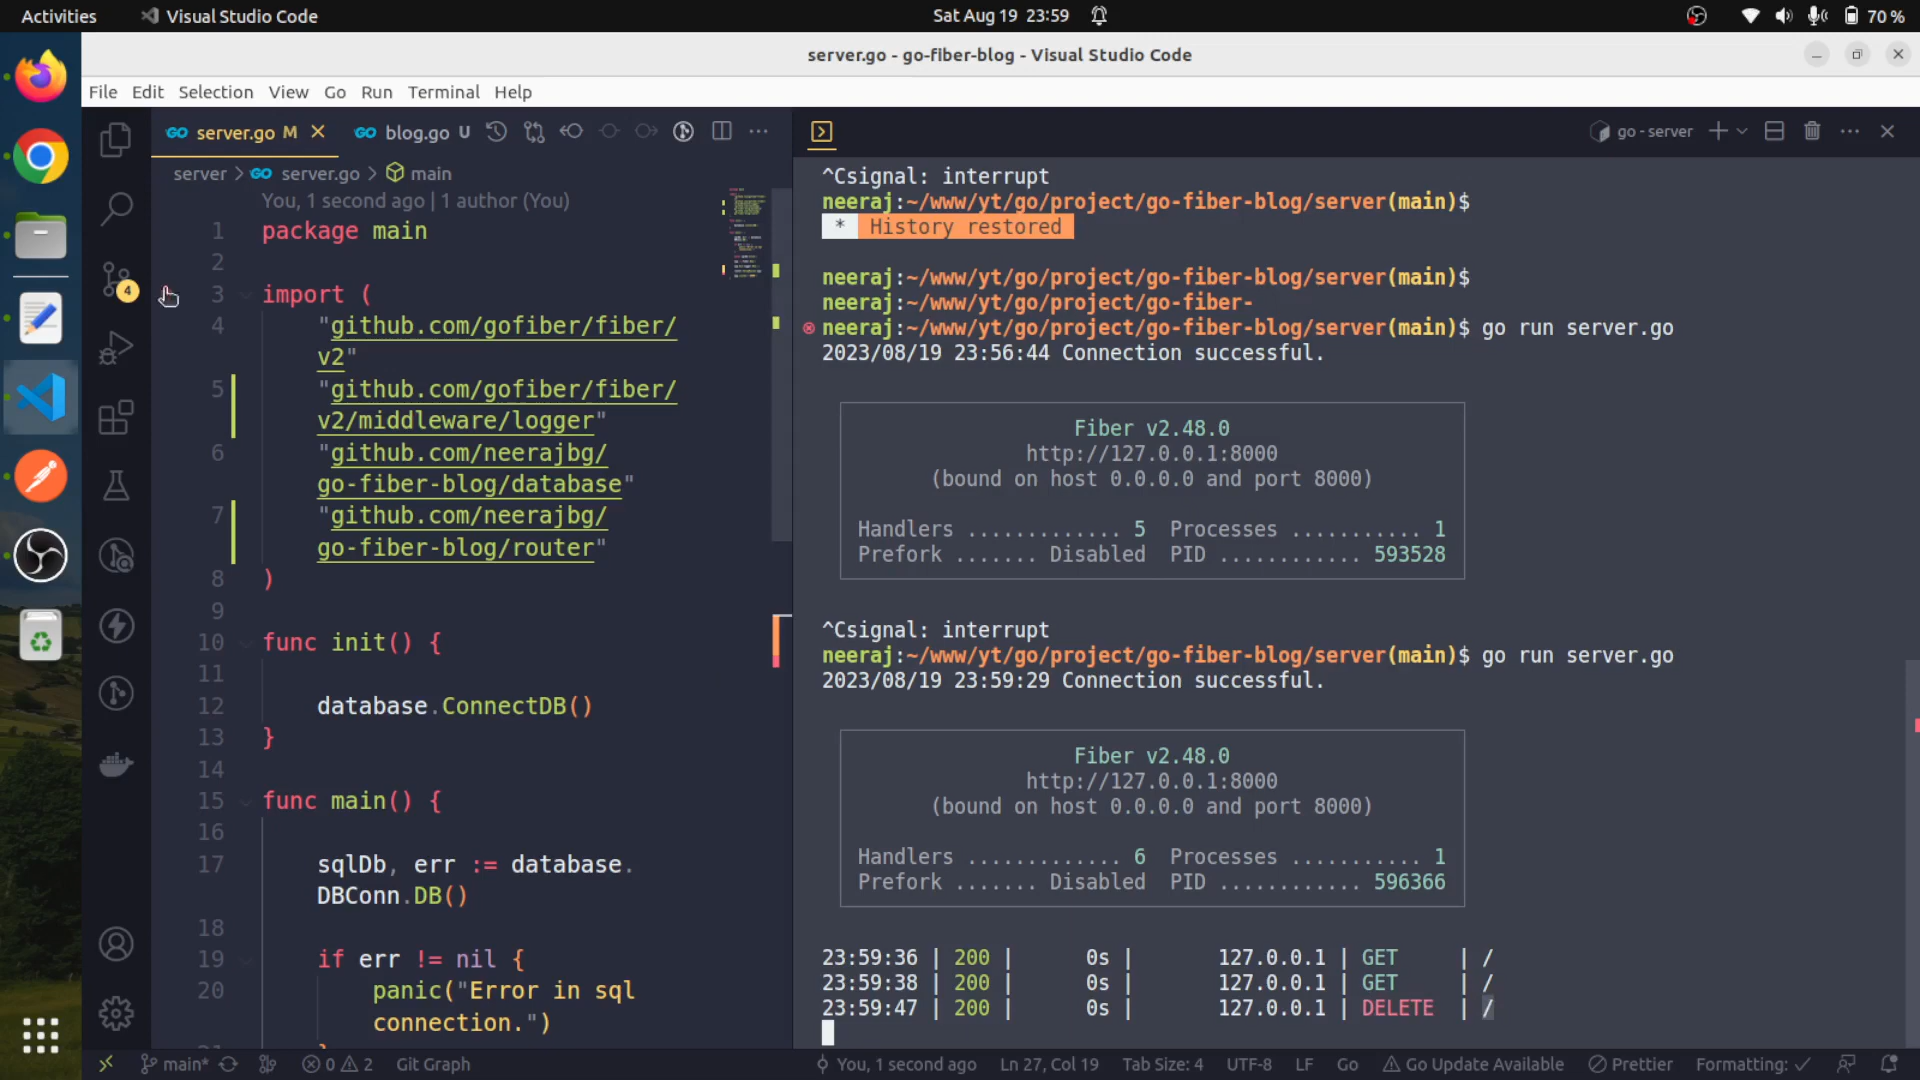 Activities
Visual Studio Code
Sat Aug 19 23:59
70 %
server.go - go-fiber-blog - Visual Studio Code
File Edit Selection View Go Run Terminal Help
GO server.go M
GO blog.go U
go - server
server > GO server.go > main
You, 1 second ago | 1 author (You)
1 package main
2
3 import (
4 "github.com/gofiber/fiber/
v2"
5 "github.com/gofiber/fiber/
v2/middleware/logger"
6 "github.com/neerajbg/
go-fiber-blog/database"
7 "github.com/neerajbg/
go-fiber-blog/router"
8 )
9
10 func init() {
11
12 database.ConnectDB()
13 }
14
15 func main() {
16
17 sqlDb, err := database.
DBConn.DB()
18
19 if err != nil {
20 panic("Error in sql
connection.")
4
^Csignal: interrupt
neeraj:~/www/yt/go/project/go-fiber-blog/server(main)$
* History restored
neeraj:~/www/yt/go/project/go-fiber-blog/server(main)$
neeraj:~/www/yt/go/project/go-fiber-
neeraj:~/www/yt/go/project/go-fiber-blog/server(main)$ go run server.go
2023/08/19 23:56:44 Connection successful.
Fiber v2.48.0
http://127.0.0.1:8000
(bound on host 0.0.0.0 and port 8000)
Handlers ............. 5 Processes ........... 1
Prefork ....... Disabled PID ............ 593528
^Csignal: interrupt
neeraj:~/www/yt/go/project/go-fiber-blog/server(main)$ go run server.go
2023/08/19 23:59:29 Connection successful.
Fiber v2.48.0
http://127.0.0.1:8000
(bound on host 0.0.0.0 and port 8000)
Handlers ............. 6 Processes ........... 1
Prefork ....... Disabled PID ............ 596366
23:59:36 | 200 | 0s | 127.0.0.1 | GET | /
23:59:38 | 200 | 0s | 127.0.0.1 | GET | /
23:59:47 | 200 | 0s | 127.0.0.1 | DELETE | /
main* 0 2 Git Graph
You, 1 second ago Ln 27, Col 19 Tab Size: 4 UTF-8 LF Go Go Update Available Prettier Formatting: